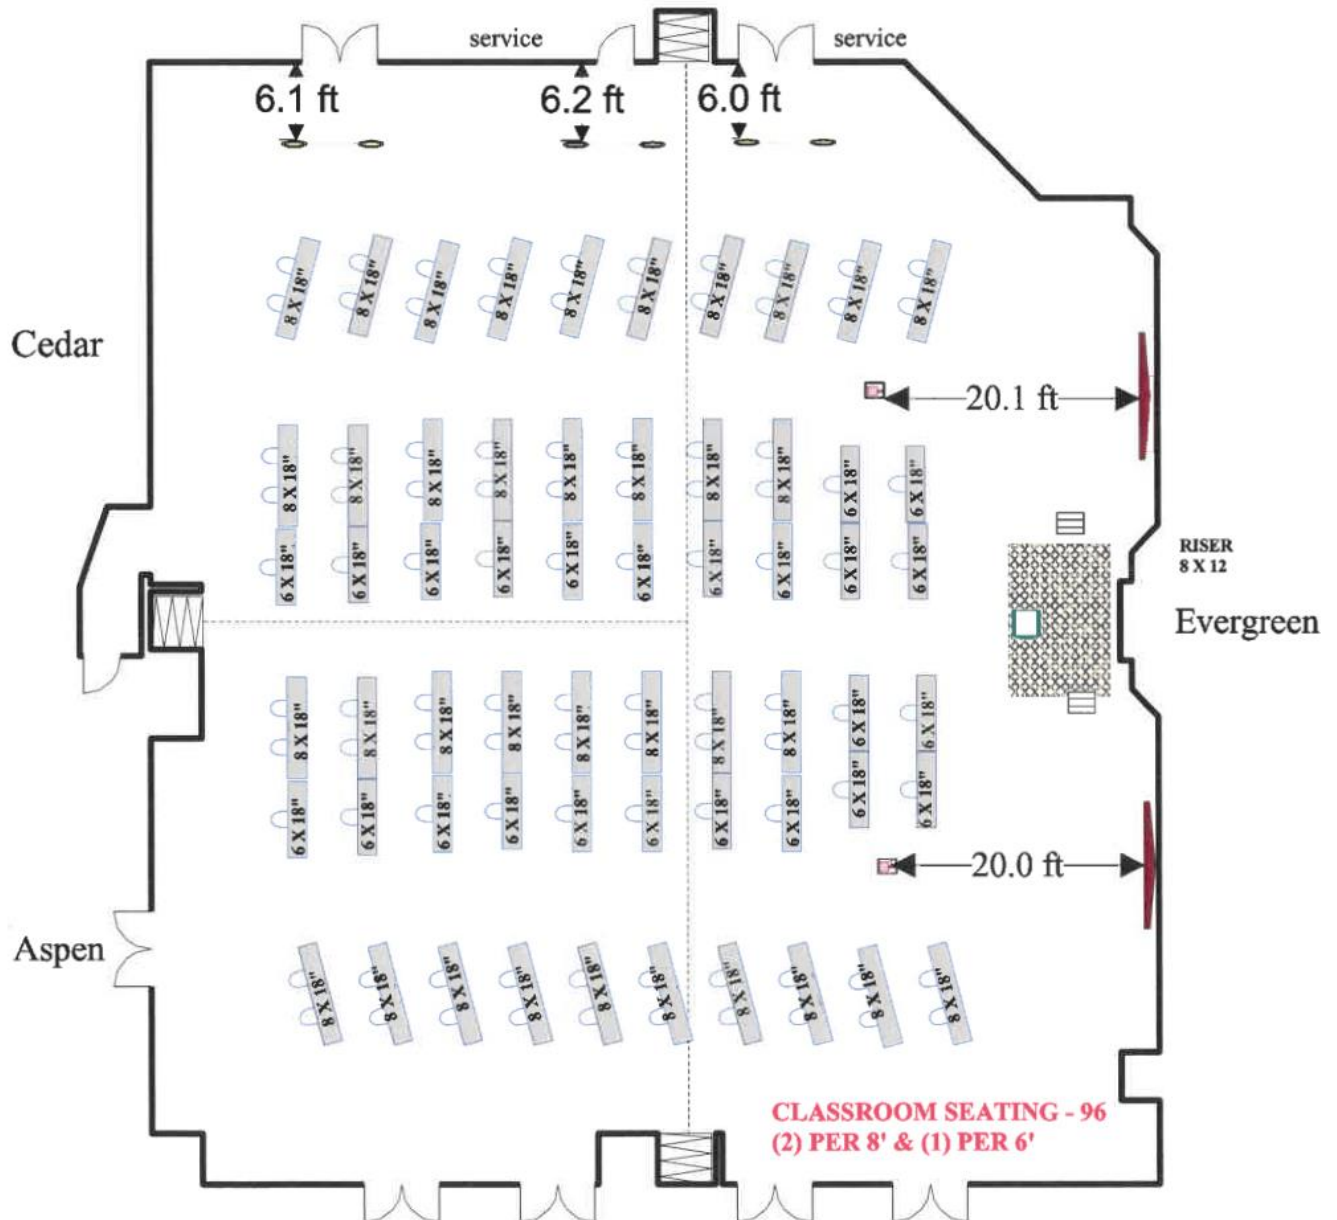 service
service
6.1 ft
6.2 ft
6.0 ft
8 X 18"
8 X 18"
8 X 18"
8 X 18"
8 X 18"
8 X 18"
8 X 18"
8 X 18"
8 X 18"
8 X 18"
Cedar
20.1 ft
8 X 18"
8 X 18"
8 X 18"
8 X 18"
8 X 18"
8 X 18"
8 X 18"
8 X 18"
6 X 18"
6 X 18"
6 X 18"
6 X 18"
6 X 18"
6 X 18"
6 X 18"
6 X 18"
6 X 18"
6 X 18"
6 X 18"
6 X 18"
RISER
8 X 12
Evergreen
8 X 18"
8 X 18"
8 X 18"
8 X 18"
8 X 18"
8 X 18"
8 X 18"
8 X 18"
6 X 18"
6 X 18"
6 X 18"
6 X 18"
6 X 18"
6 X 18"
6 X 18"
6 X 18"
6 X 18"
6 X 18"
6 X 18"
6 X 18"
20.0 ft
Aspen
8 X 18"
8 X 18"
8 X 18"
8 X 18"
8 X 18"
8 X 18"
8 X 18"
8 X 18"
8 X 18"
8 X 18"
CLASSROOM SEATING - 96
(2) PER 8' & (1) PER 6'